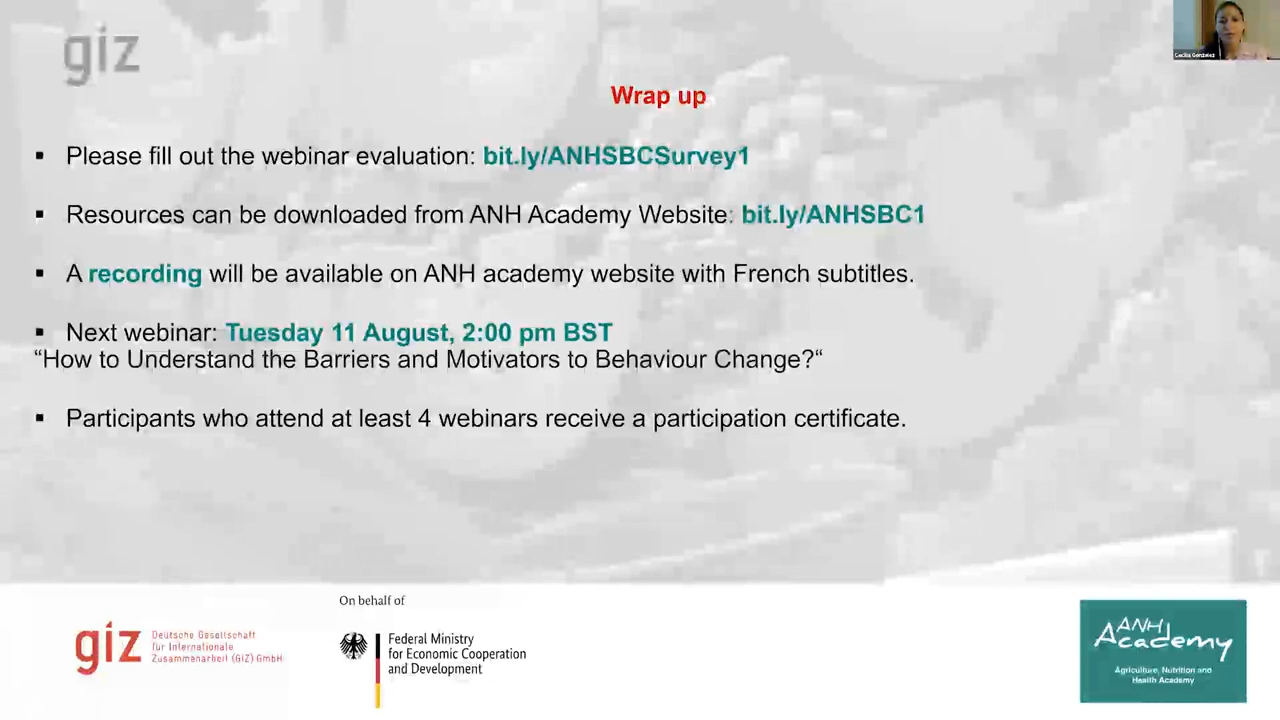 giz
Cecilia Gonzalez
Wrap up
▪ Please fill out the webinar evaluation: bit.ly/ANHSBCSurvey1
▪ Resources can be downloaded from ANH Academy Website: bit.ly/ANHSBC1
▪ A recording will be available on ANH academy website with French subtitles.
▪ Next webinar: Tuesday 11 August, 2:00 pm BST
“How to Understand the Barriers and Motivators to Behaviour Change?“
▪ Participants who attend at least 4 webinars receive a participation certificate.
giz
Deutsche Gesellschaft
für Internationale
Zusammenarbeit (GIZ) GmbH
On behalf of
Federal Ministry
for Economic Cooperation
and Development
ANH
Academy
Agriculture, Nutrition and
Health Academy